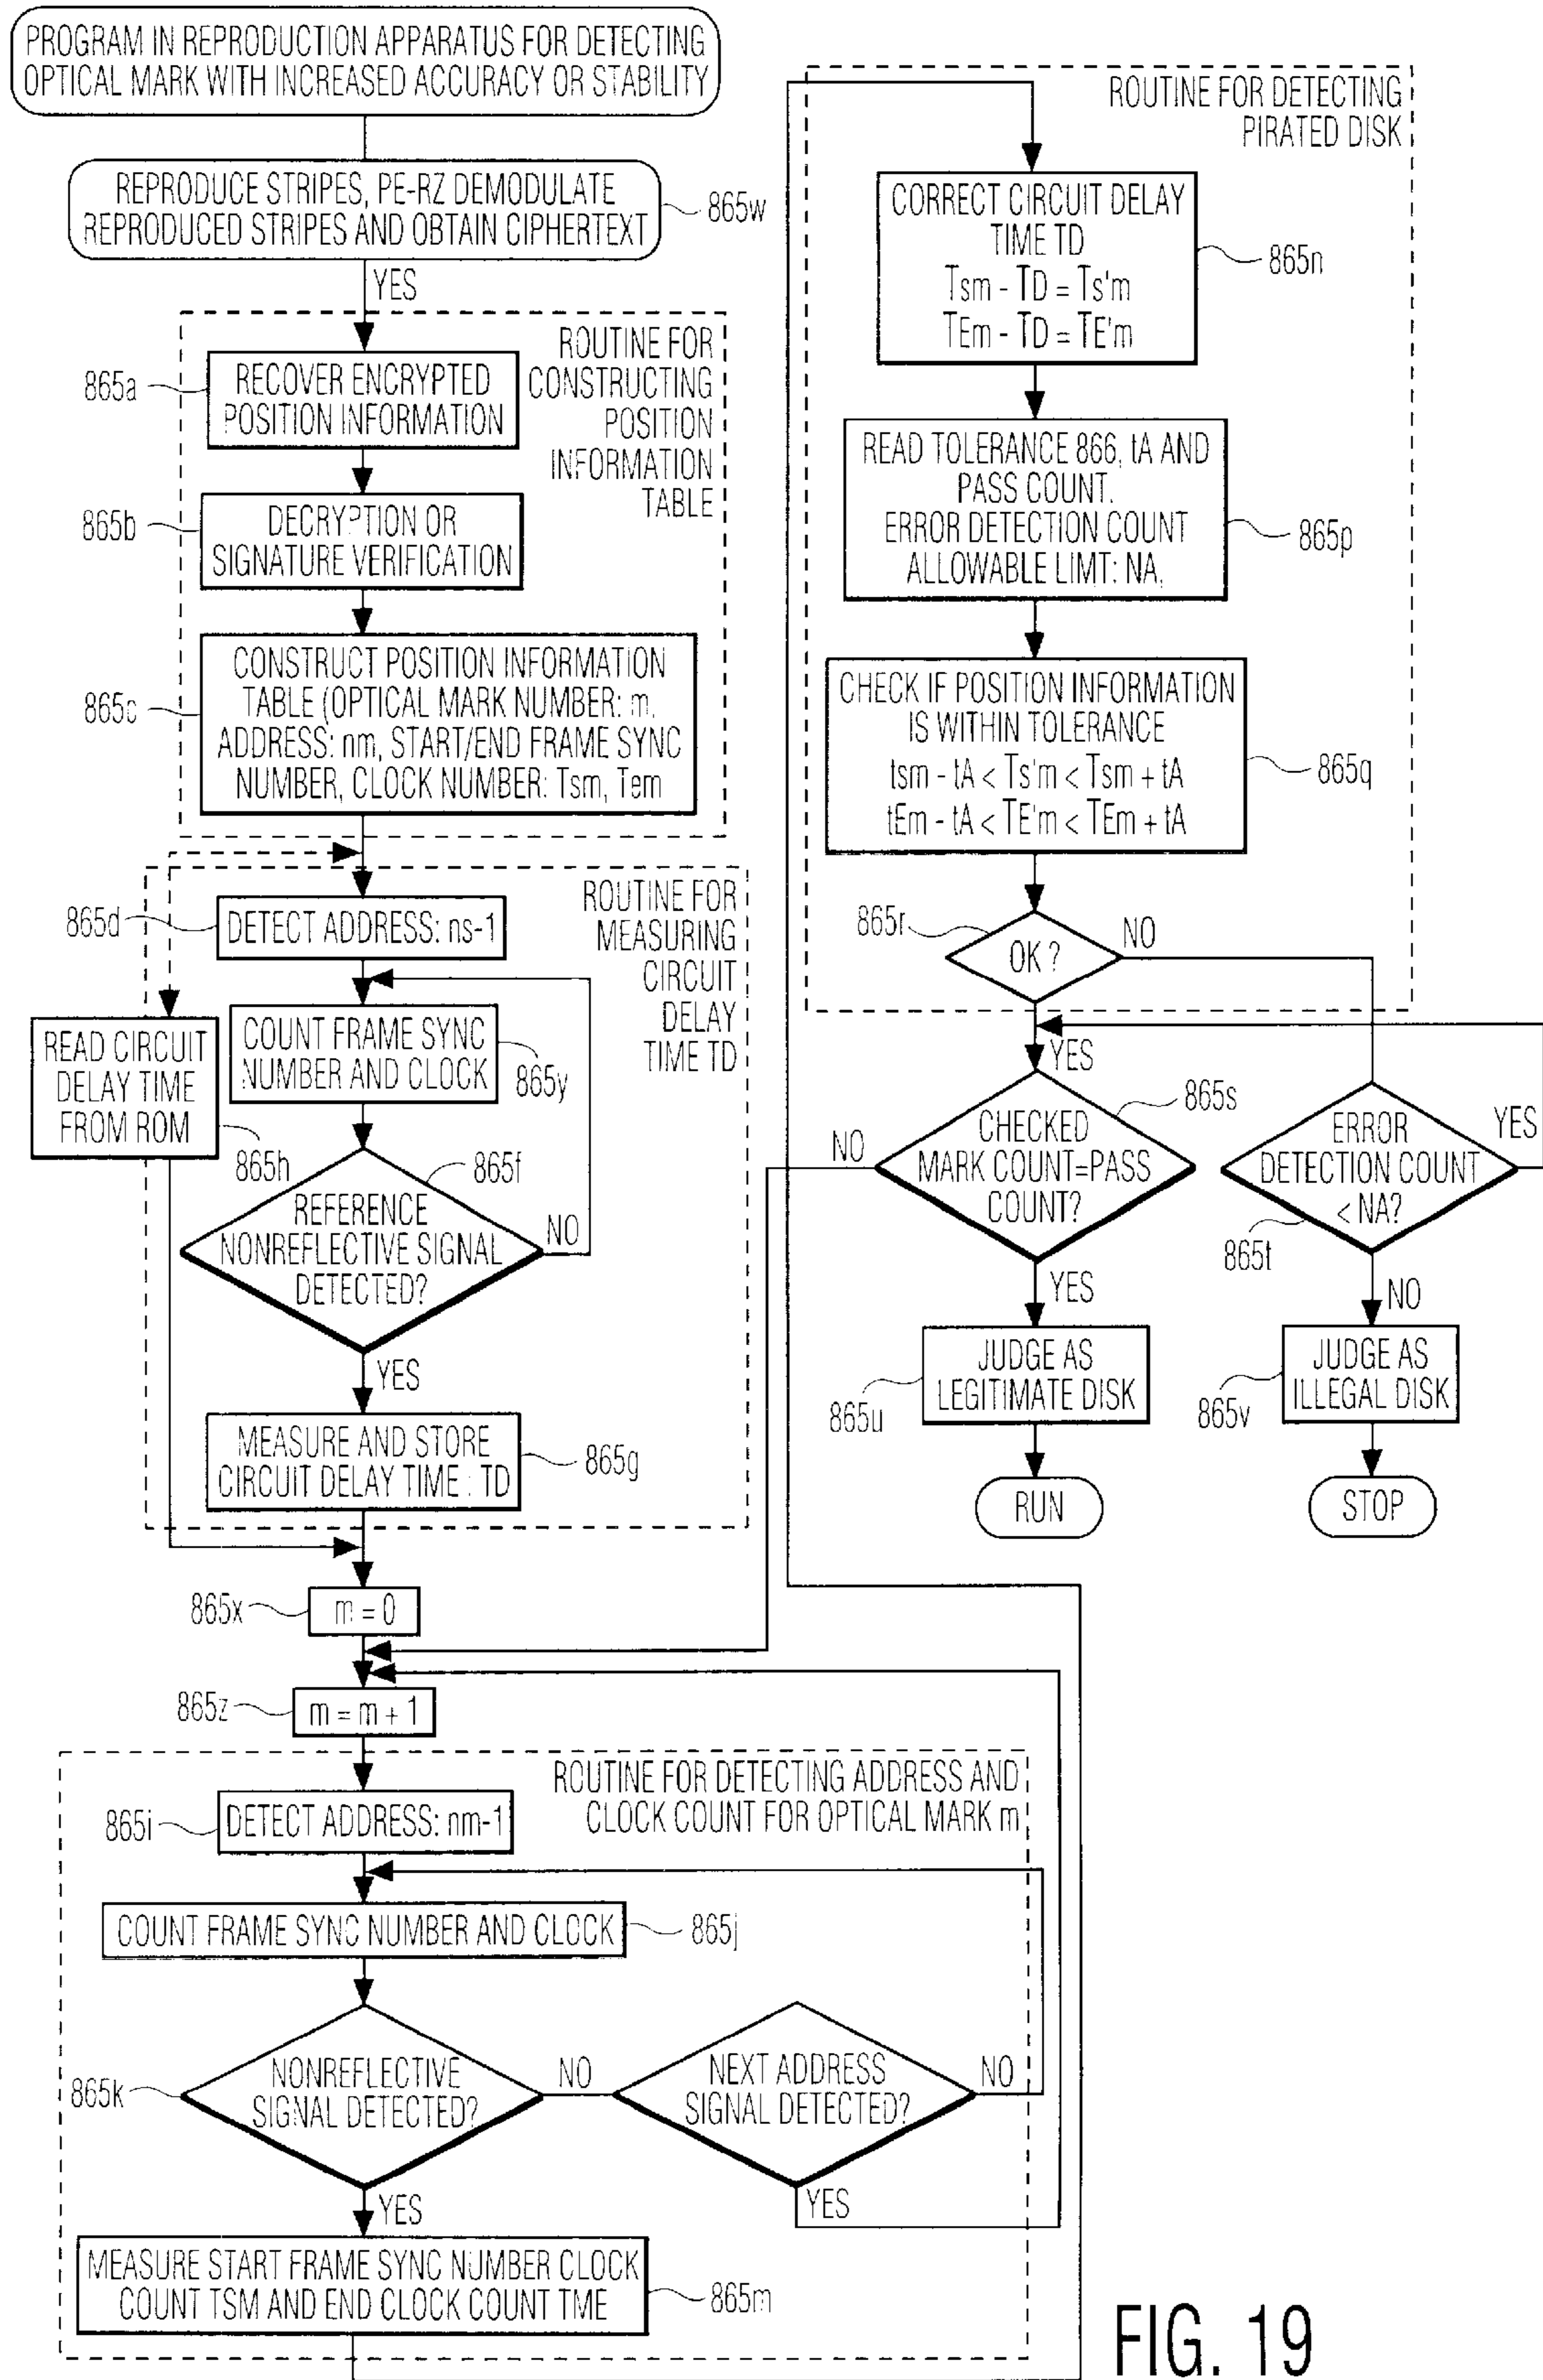 PROGRAM IN REPRODUCTION APPARATUS FOR DETECTING
OPTICAL MARK WITH INCREASED ACCURACY OR STABILITY
REPRODUCE STRIPES, PE-RZ DEMODULATE
REPRODUCED STRIPES AND OBTAIN CIPHERTEXT
865w
YES
ROUTINE FOR
CONSTRUCTING
POSITION
INFORMATION
TABLE
865a
RECOVER ENCRYPTED
POSITION INFORMATION
865b
DECRYPTION OR
SIGNATURE VERIFICATION
865c
CONSTRUCT POSITION INFORMATION
TABLE (OPTICAL MARK NUMBER: m,
ADDRESS: nm, START/END FRAME SYNC
NUMBER, CLOCK NUMBER: Tsm, Tem
ROUTINE FOR
MEASURING
CIRCUIT
DELAY
TIME TD
865d
DETECT ADDRESS: ns-1
COUNT FRAME SYNC
NUMBER AND CLOCK
865y
READ CIRCUIT
DELAY TIME
FROM ROM
865h
865f
REFERENCE
NONREFLECTIVE SIGNAL
DETECTED?
NO
YES
MEASURE AND STORE
CIRCUIT DELAY TIME : TD
865g
865x
m = 0
865z
m = m + 1
ROUTINE FOR DETECTING ADDRESS AND
CLOCK COUNT FOR OPTICAL MARK m
865i
DETECT ADDRESS: nm-1
COUNT FRAME SYNC NUMBER AND CLOCK
865j
865k
NONREFLECTIVE
SIGNAL DETECTED?
NO
NEXT ADDRESS
SIGNAL DETECTED?
NO
YES
YES
MEASURE START FRAME SYNC NUMBER CLOCK
COUNT TSM AND END CLOCK COUNT TME
865m
ROUTINE FOR DETECTING
PIRATED DISK
CORRECT CIRCUIT DELAY
TIME TD
Tsm - TD = Ts'm
TEm - TD = TE'm
865n
READ TOLERANCE 866, tA AND
PASS COUNT.
ERROR DETECTION COUNT
ALLOWABLE LIMT: NA,
865p
CHECK IF POSITION INFORMATION
IS WITHIN TOLERANCE
tsm - tA < Ts'm < Tsm + tA
tEm - tA < TE'm < TEm + tA
865q
865r
OK ?
NO
YES
865s
CHECKED
MARK COUNT=PASS
COUNT?
NO
YES
ERROR
DETECTION COUNT
< NA?
YES
865t
NO
JUDGE AS
LEGITIMATE DISK
865u
JUDGE AS
ILLEGAL DISK
865v
RUN
STOP
FIG. 19